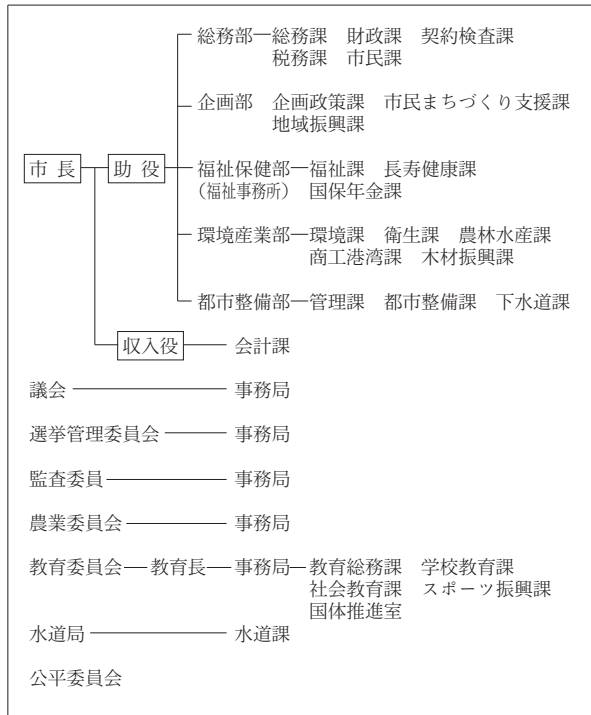 総務部 総務課 財政課 契約検査課
税務課 市民課
企画部 企画政策課 市民まちづくり支援課
地域振興課
市長 助役 福祉保健部 福祉課 長寿健康課
(福祉事務所) 国保年金課
環境産業部 環境課 衛生課 農林水産課
商工港湾課 木材振興課
都市整備部 管理課 都市整備課 下水道課
収入役 会計課
議会 事務局
選挙管理委員会 事務局
監査委員 事務局
農業委員会 事務局
教育委員会 教育長 事務局 教育総務課 学校教育課
社会教育課 スポーツ振興課
国体推進室
水道局 水道課
公平委員会